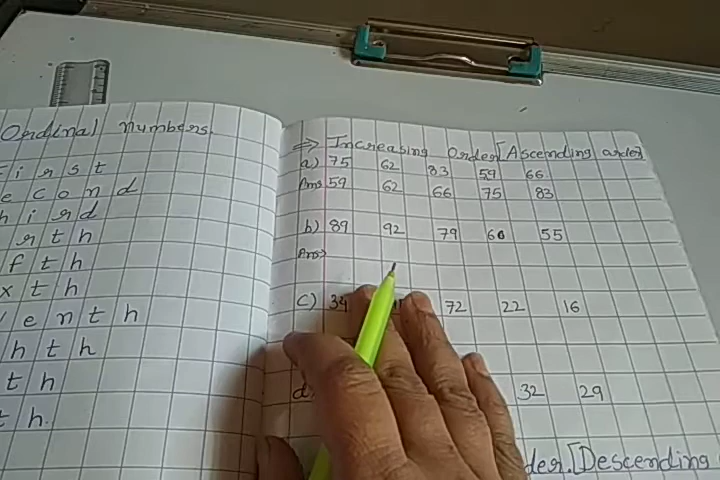 Ordinal numbers.
First
econd
hird
rth
fth
xth
enth
hth
th
th.
⇒ Increasing Order [Ascending order]
a) 75 62 83 59 66
Ans 59 62 66 75 83
b) 89 92 79 60 55
Ans>
c) 34 72 22 16
d) 32 29
der. [Descending